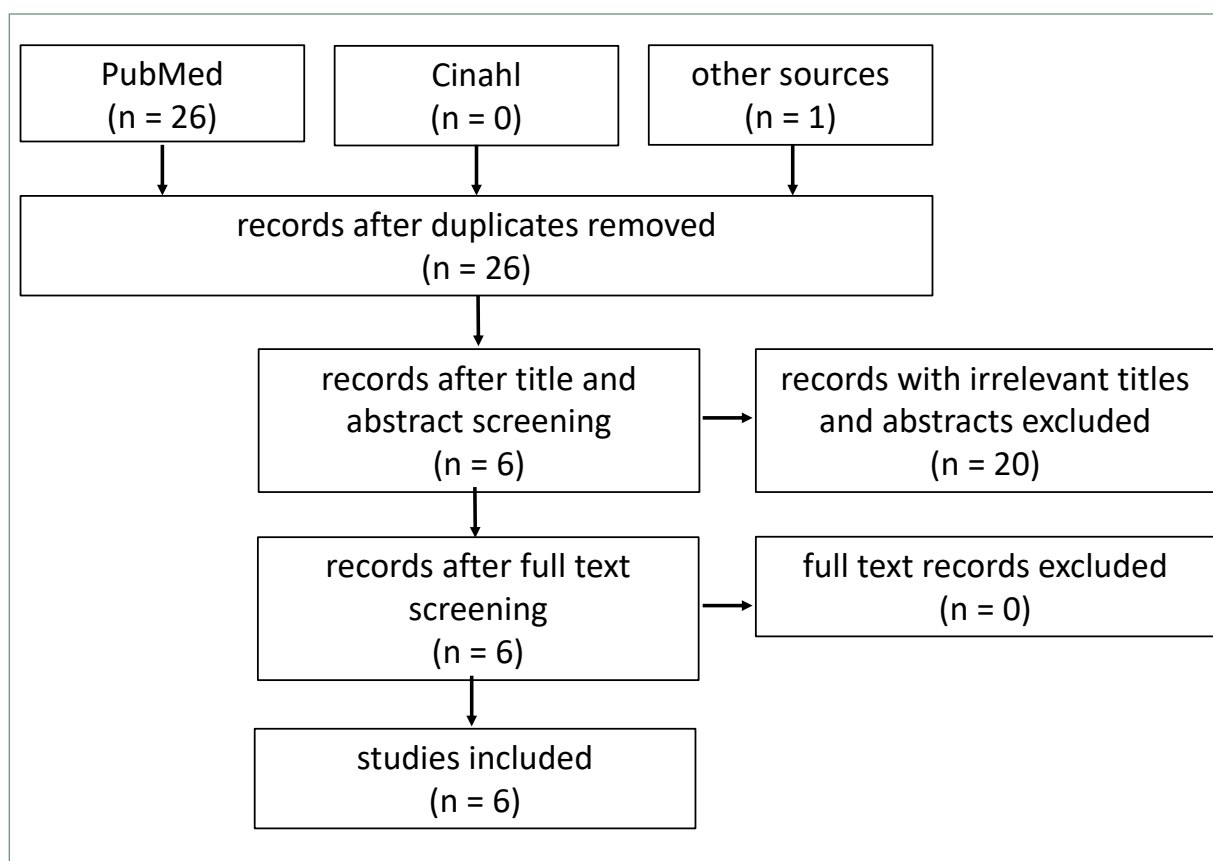 PubMed
(n = 26)
Cinahl
(n = 0)
other sources
(n = 1)
records after duplicates removed
(n = 26)
records after title and
abstract screening
(n = 6)
records with irrelevant titles
and abstracts excluded
(n = 20)
records after full text
screening
(n = 6)
full text records excluded
(n = 0)
studies included
(n = 6)